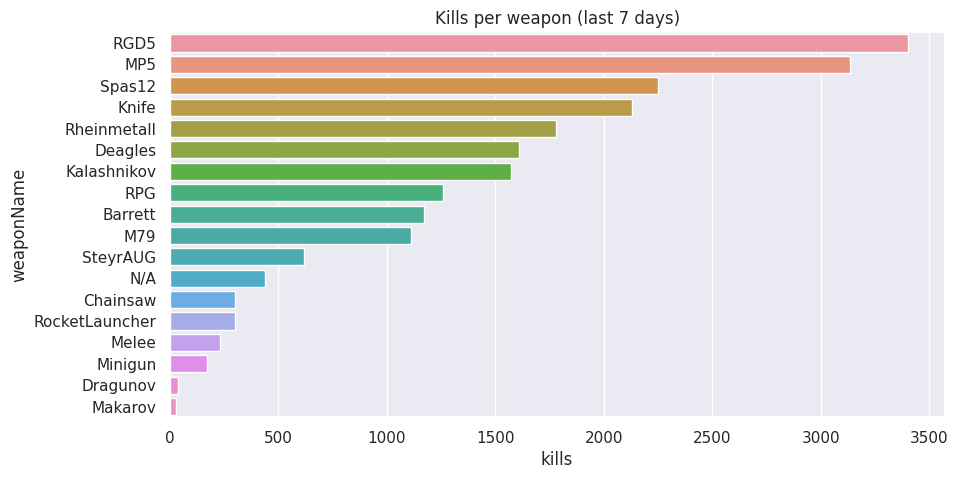 Kills per weapon (last 7 days)
RGD5
MP5
Spas12
Knife
Rheinmetall
Deagles
Kalashnikov
RPG
Barrett
M79
SteyrAUG
N/A
Chainsaw
RocketLauncher
Melee
Minigun
Dragunov
Makarov
weaponName
0 500 1000 1500 2000 2500 3000 3500
kills